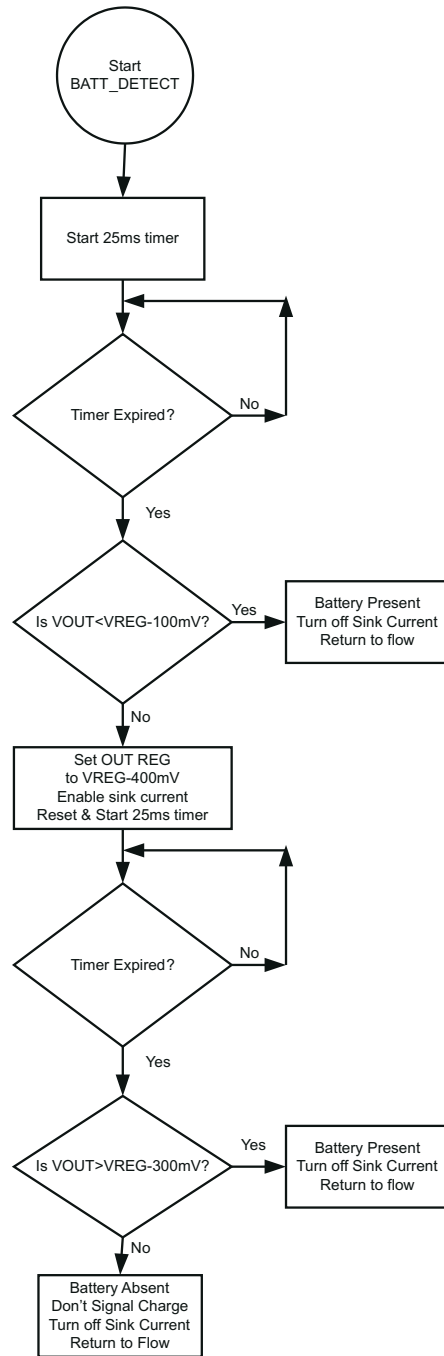 Start
BATT_DETECT
Start 25ms timer
Timer Expired?
No
Yes
Is VOUT<VREG-100mV?
Yes
Battery Present
Turn off Sink Current
Return to flow
No
Set OUT REG
to VREG-400mV
Enable sink current
Reset & Start 25ms timer
Timer Expired?
No
Yes
Is VOUT>VREG-300mV?
Yes
Battery Present
Turn off Sink Current
Return to flow
No
Battery Absent
Don't Signal Charge
Turn off Sink Current
Return to Flow